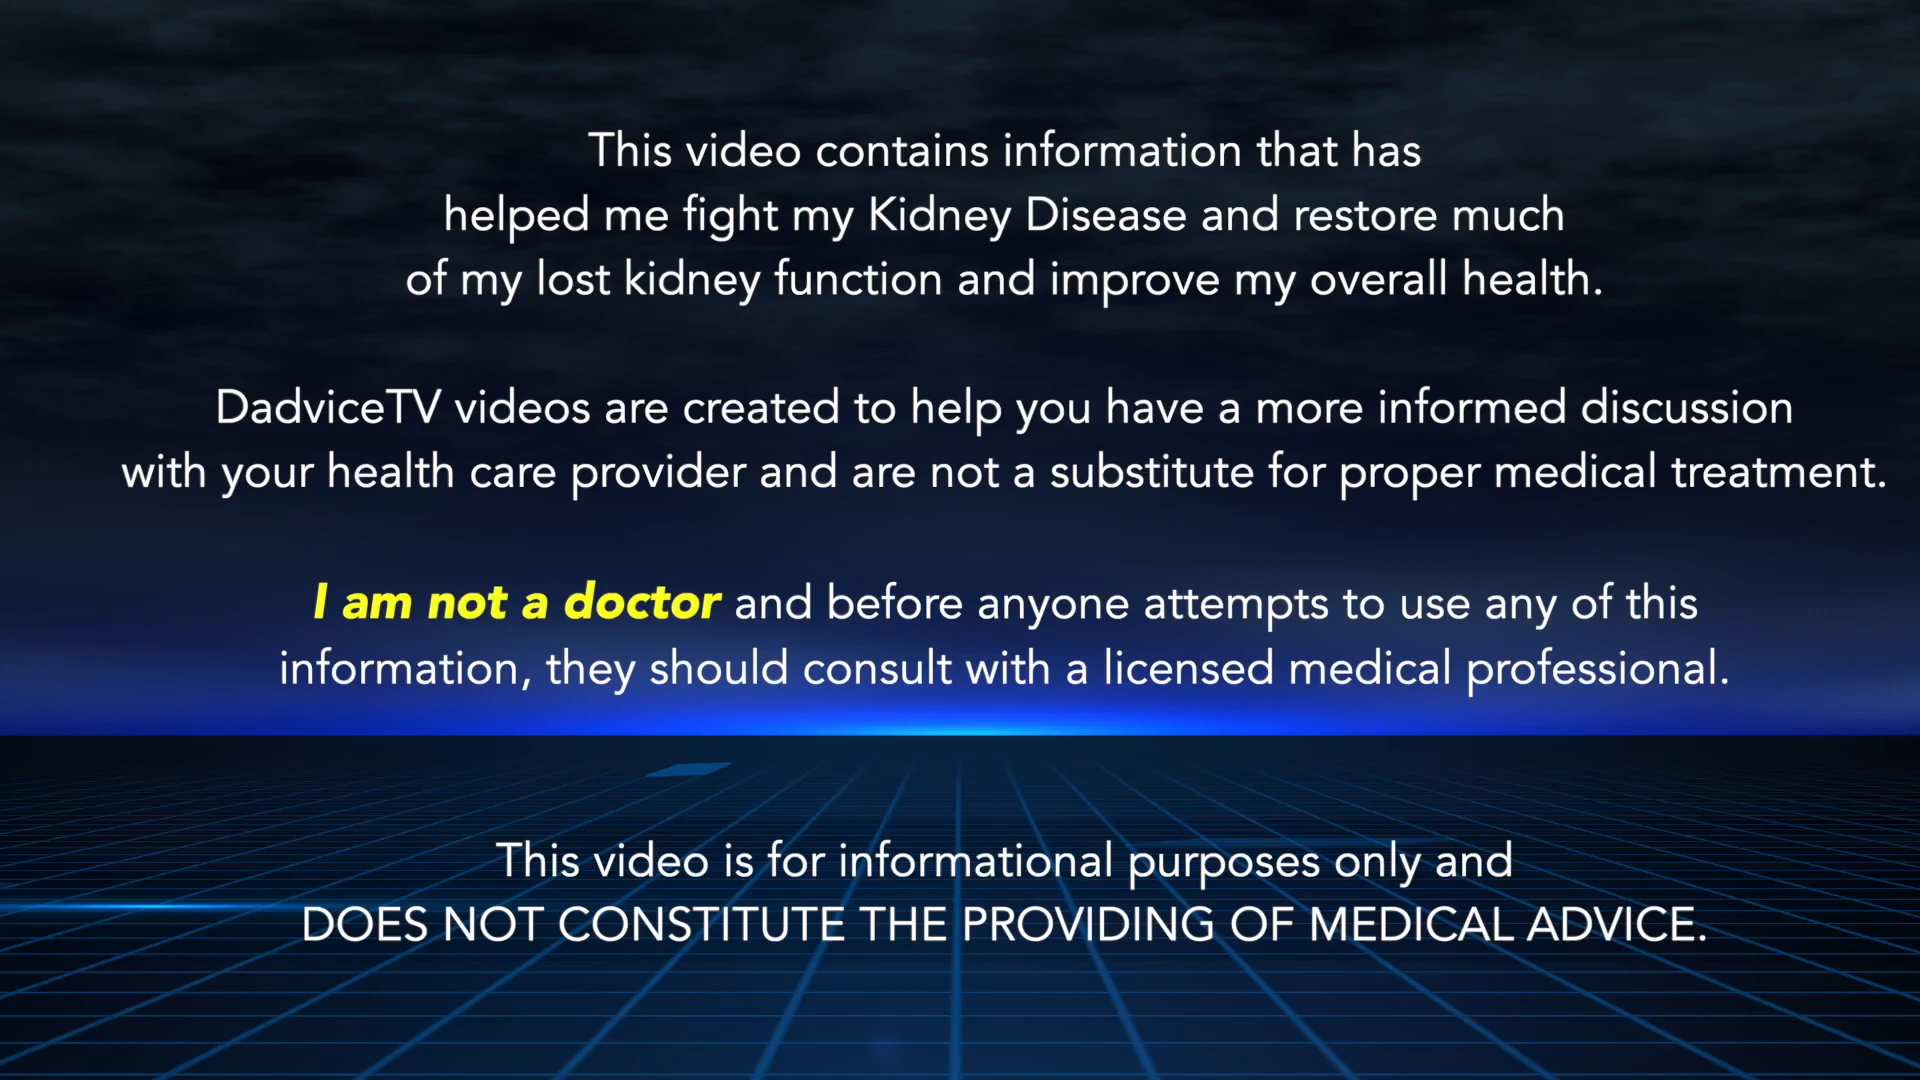 This video contains information that has
helped me fight my Kidney Disease and restore much
of my lost kidney function and improve my overall health.
DadviceTV videos are created to help you have a more informed discussion
with your health care provider and are not a substitute for proper medical treatment.
I am not a doctor and before anyone attempts to use any of this
information, they should consult with a licensed medical professional.
This video is for informational purposes only and
DOES NOT CONSTITUTE THE PROVIDING OF MEDICAL ADVICE.